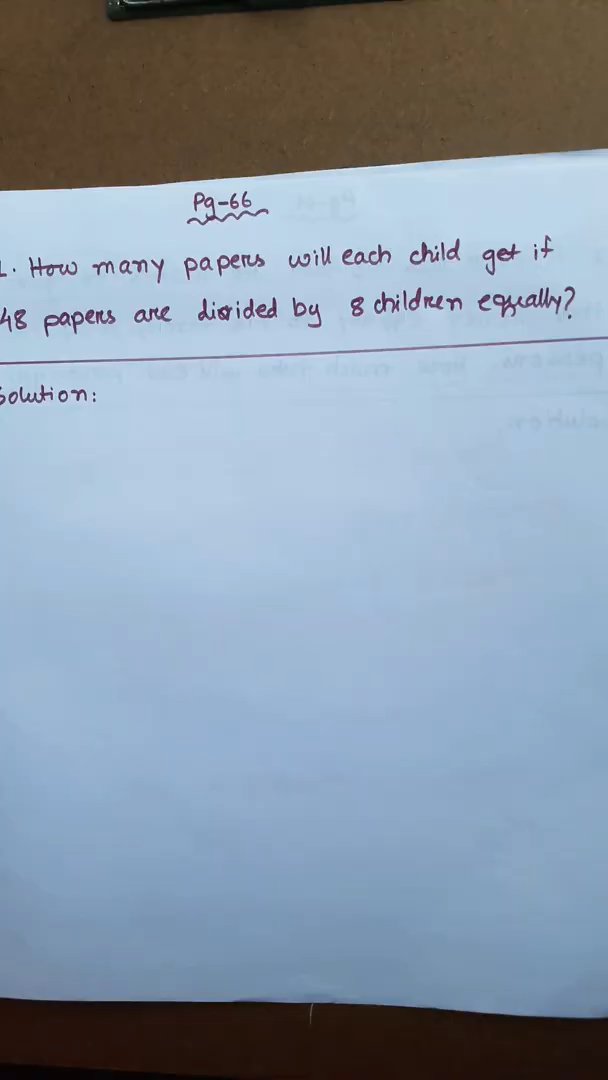 Pg-66
1. How many papers will each child get if
48 papers are divided by 8 children equally?
Solution: